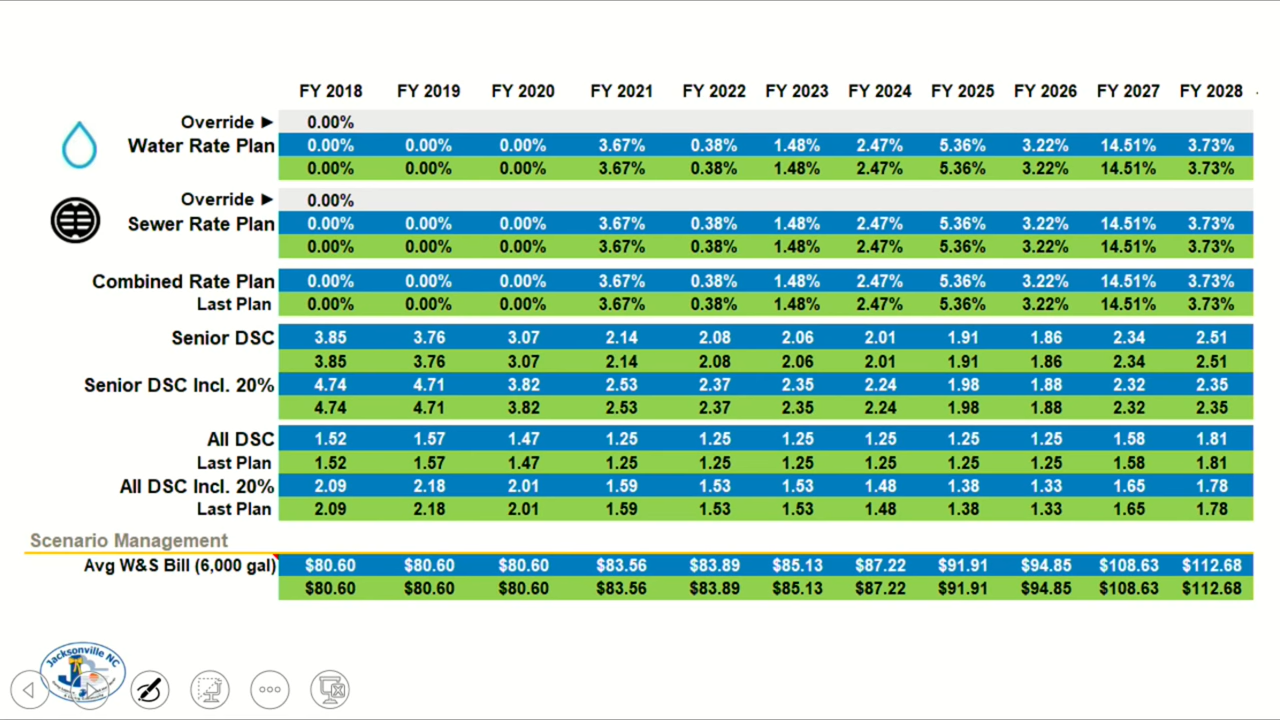 FY 2018 FY 2019 FY 2020 FY 2021 FY 2022 FY 2023 FY 2024 FY 2025 FY 2026 FY 2027 FY 2028
Override ► 0.00%
Water Rate Plan 0.00% 0.00% 0.00% 3.67% 0.38% 1.48% 2.47% 5.36% 3.22% 14.51% 3.73%
0.00% 0.00% 0.00% 3.67% 0.38% 1.48% 2.47% 5.36% 3.22% 14.51% 3.73%
Override ► 0.00%
Sewer Rate Plan 0.00% 0.00% 0.00% 3.67% 0.38% 1.48% 2.47% 5.36% 3.22% 14.51% 3.73%
0.00% 0.00% 0.00% 3.67% 0.38% 1.48% 2.47% 5.36% 3.22% 14.51% 3.73%
Combined Rate Plan 0.00% 0.00% 0.00% 3.67% 0.38% 1.48% 2.47% 5.36% 3.22% 14.51% 3.73%
Last Plan 0.00% 0.00% 0.00% 3.67% 0.38% 1.48% 2.47% 5.36% 3.22% 14.51% 3.73%
Senior DSC 3.85 3.76 3.07 2.14 2.08 2.06 2.01 1.91 1.86 2.34 2.51
3.85 3.76 3.07 2.14 2.08 2.06 2.01 1.91 1.86 2.34 2.51
Senior DSC Incl. 20% 4.74 4.71 3.82 2.53 2.37 2.35 2.24 1.98 1.88 2.32 2.35
4.74 4.71 3.82 2.53 2.37 2.35 2.24 1.98 1.88 2.32 2.35
All DSC 1.52 1.57 1.47 1.25 1.25 1.25 1.25 1.25 1.25 1.58 1.81
Last Plan 1.52 1.57 1.47 1.25 1.25 1.25 1.25 1.25 1.25 1.58 1.81
All DSC Incl. 20% 2.09 2.18 2.01 1.59 1.53 1.53 1.48 1.38 1.33 1.65 1.78
Last Plan 2.09 2.18 2.01 1.59 1.53 1.53 1.48 1.38 1.33 1.65 1.78
Scenario Management
Avg W&S Bill (6,000 gal) $80.60 $80.60 $80.60 $83.56 $83.89 $85.13 $87.22 $91.91 $94.85 $108.63 $112.68
$80.60 $80.60 $80.60 $83.56 $83.89 $85.13 $87.22 $91.91 $94.85 $108.63 $112.68
Jacksonville NC